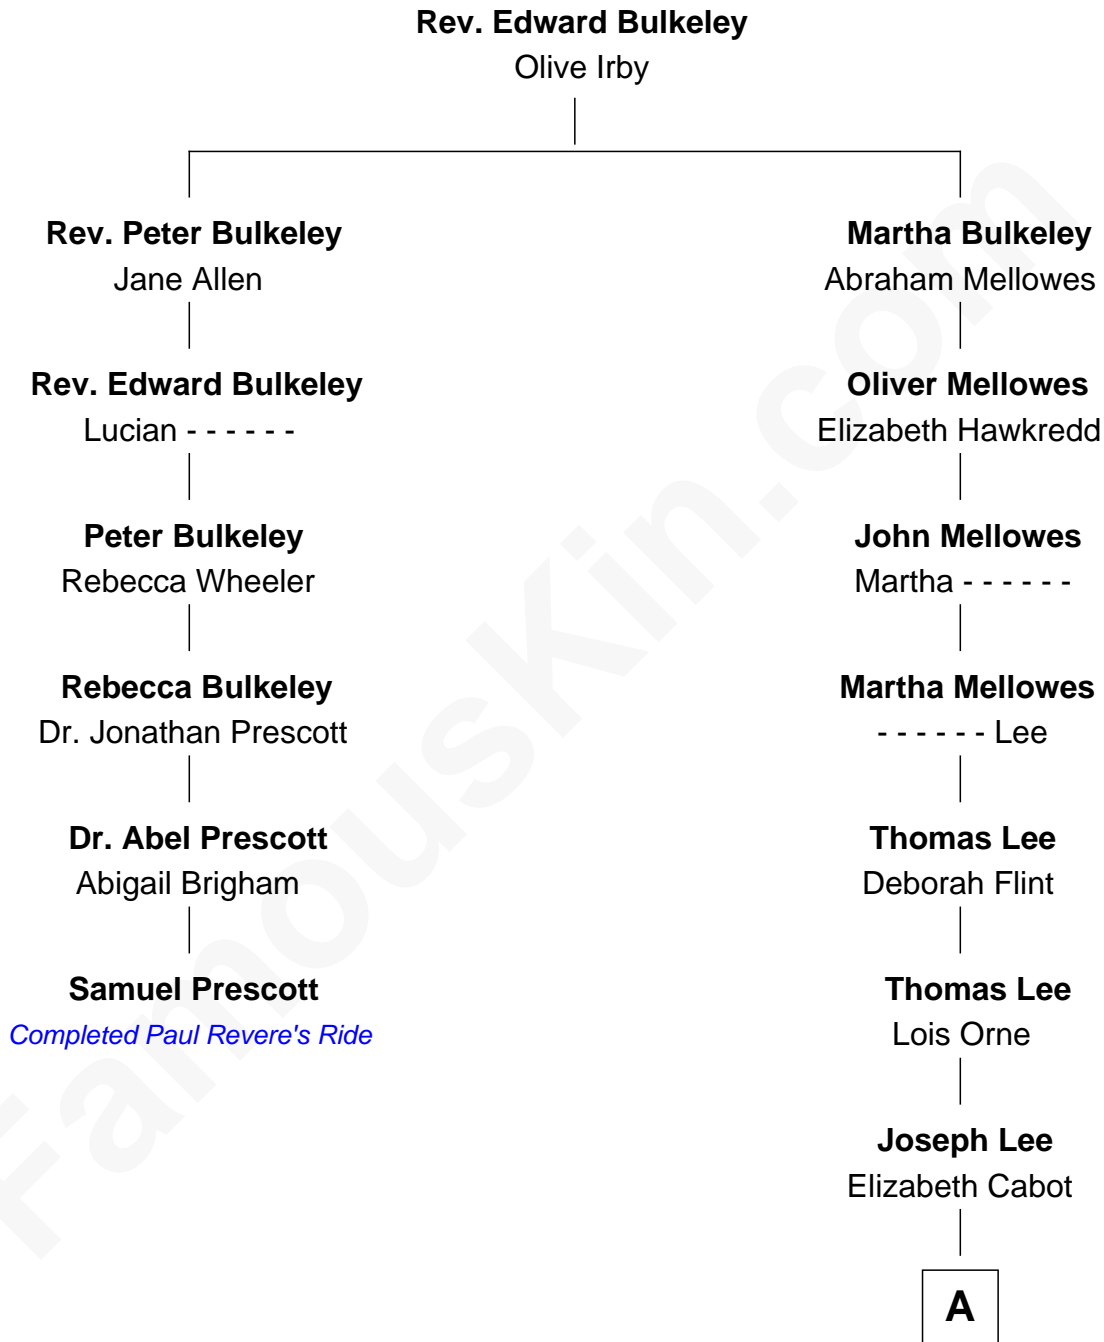 Rev. Edward Bulkeley
Olive Irby
Rev. Peter Bulkeley
Jane Allen
Rev. Edward Bulkeley
Lucian - - - - - -
Peter Bulkeley
Rebecca Wheeler
Rebecca Bulkeley
Dr. Jonathan Prescott
Dr. Abel Prescott
Abigail Brigham
Samuel Prescott
Completed Paul Revere's Ride
Martha Bulkeley
Abraham Mellowes
Oliver Mellowes
Elizabeth Hawkredd
John Mellowes
Martha - - - - - -
Martha Mellowes
- - - - - - Lee
Thomas Lee
Deborah Flint
Thomas Lee
Lois Orne
Joseph Lee
Elizabeth Cabot
A
FamousKin.com